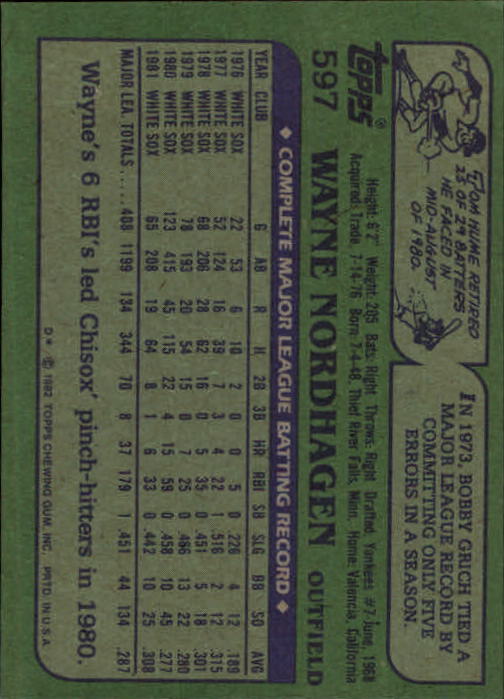 TOM HUME RETIRED
23 OF 24 BATTERS
HE FACED IN
MID-AUGUST
OF 1980.
IN 1973, BOBBY GRICH TIED A
MAJOR LEAGUE RECORD BY
COMMITTING ONLY FIVE
ERRORS IN A SEASON.
TOPPS®
597 WAYNE NORDHAGEN OUTFIELD
Height: 6'2" Weight: 205 Bats: Right Throws: Right Drafted: Yankees #7-June, 1968
Acquired: Trade, 7-14-76 Born: 7-4-48, Thief River Falls, Minn. Home: Valencia, California
◆ COMPLETE MAJOR LEAGUE BATTING RECORD ◆
YEAR CLUB G AB R H 2B 3B HR RBI SB SLG BB SO AVG
1976 WHITE SOX 22 53 6 10 2 0 0 5 0 .226 4 12 .189
1977 WHITE SOX 52 124 16 39 7 3 4 22 1 .516 2 12 .315
1978 WHITE SOX 68 206 28 62 16 0 5 35 0 .451 5 18 .301
1979 WHITE SOX 78 193 20 54 15 0 7 25 0 .466 13 22 .280
1980 WHITE SOX 123 415 45 115 22 4 15 59 0 .458 10 45 .277
1981 WHITE SOX 65 208 19 64 8 1 6 33 0 .442 10 25 .308
MAJOR LEA. TOTALS..... 408 1199 134 344 70 8 37 179 1 .451 44 134 .287
Wayne's 6 RBI's led Chisox' pinch-hitters in 1980.
D* © 1982 TOPPS CHEWING GUM, INC. PRTD. IN U.S.A.